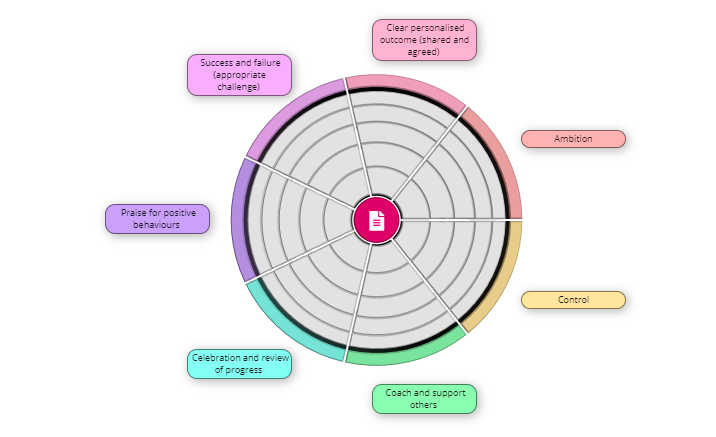 Clear personalised
outcome (shared and
agreed)
Success and failure
(appropriate
challenge)
Ambition
Praise for positive
behaviours
Control
Celebration and review
of progress
Coach and support
others